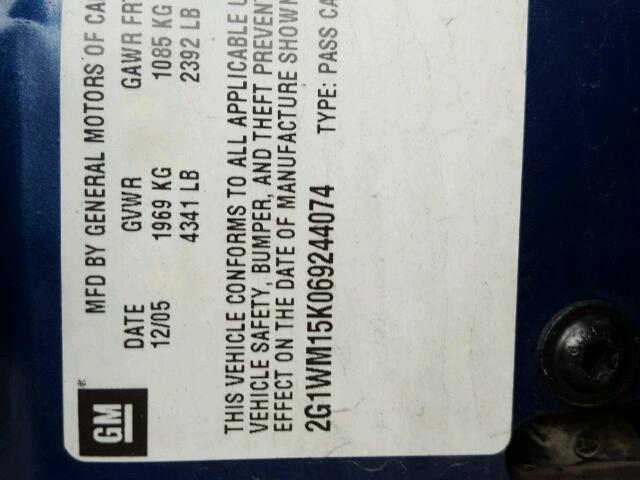 GM
MFD BY GENERAL MOTORS OF CA
DATE GVWR GAWR FR
12/05 1969 KG 1085 KG
4341 LB 2392 LB
THIS VEHICLE CONFORMS TO ALL APPLICABLE U
VEHICLE SAFETY, BUMPER, AND THEFT PREVENT
EFFECT ON THE DATE OF MANUFACTURE SHOWN
2G1WM15K069244074 TYPE: PASS CA